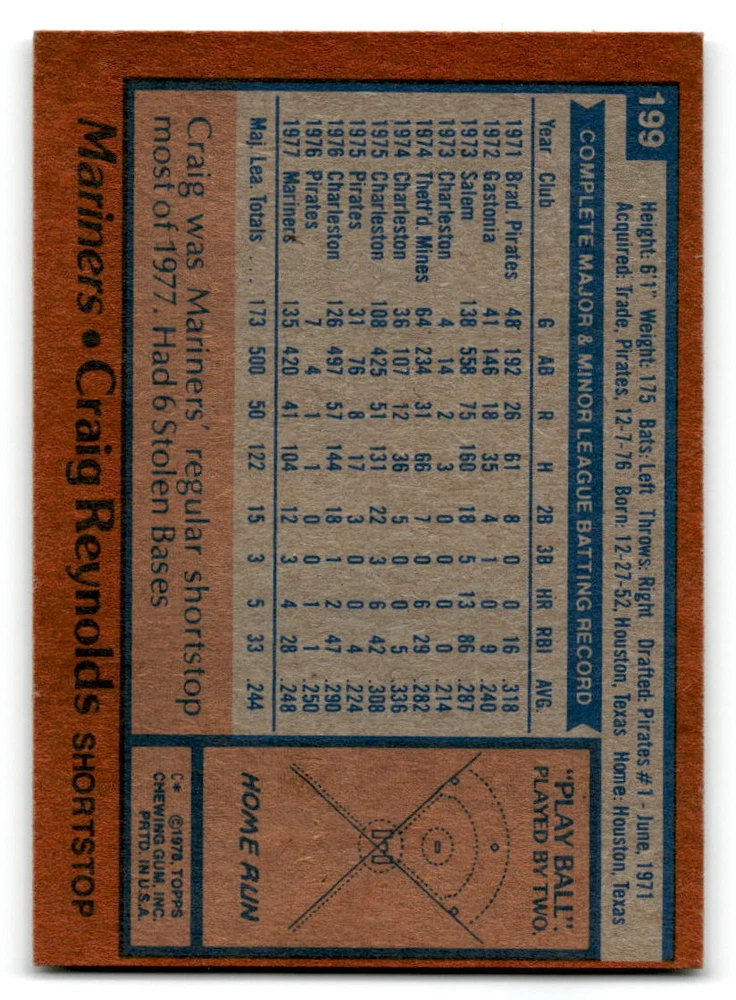 199
Height: 6'1" Weight: 175 Bats: Left Throws: Right Drafted: Pirates #1 - June, 1971
Acquired: Trade, Pirates, 12-7-76 Born: 12-27-52, Houston, Texas Home: Houston, Texas
COMPLETE MAJOR & MINOR LEAGUE BATTING RECORD
Year Club G AB R H 2B 3B HR RBI AVG.
1971 Brad. Pirates 48 192 26 61 8 0 0 16 .318
1972 Gastonia 41 146 18 35 4 1 0 9 .240
1973 Salem 138 558 75 160 18 5 13 86 .287
1973 Charleston 4 14 2 3 0 0 0 0 .214
1974 Thetf'd. Mines 64 234 31 66 7 0 6 29 .282
1974 Charleston 36 107 12 36 5 0 0 5 .336
1975 Charleston 108 425 51 131 22 3 6 42 .308
1975 Pirates 31 76 8 17 3 0 0 4 .224
1976 Charleston 126 497 57 144 18 1 2 47 .290
1976 Pirates 7 4 1 1 0 0 1 1 .250
1977 Mariners 135 420 41 104 12 3 4 28 .248
Maj. Lea. Totals .... 173 500 50 122 15 3 5 33 .244
Craig was Mariners' regular shortstop
most of 1977. Had 6 Stolen Bases
"PLAY BALL".
PLAYED BY TWO.
HOME RUN
C* ©1978, TOPPS
CHEWING GUM, INC.
PRTD. IN U.S.A.
Mariners • Craig Reynolds SHORTSTOP